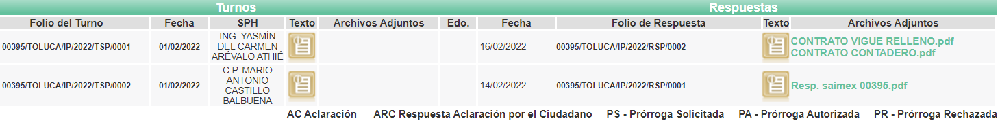 Turnos Respuestas
Folio del Turno Fecha SPH Texto Archivos Adjuntos Edo. Fecha Folio de Respuesta Texto Archivos Adjuntos
00395/TOLUCA/IP/2022/TSP/0001 01/02/2022 ING. YASMÍN DEL CARMEN ARÉVALO ATHIÉ 16/02/2022 00395/TOLUCA/IP/2022/RSP/0002 CONTRATO VIGUE RELLENO.pdf
CONTRATO CONTADERO.pdf
00395/TOLUCA/IP/2022/TSP/0002 01/02/2022 C.P. MARIO ANTONIO CASTILLO BALBUENA 14/02/2022 00395/TOLUCA/IP/2022/RSP/0001 Resp. saimex 00395.pdf
AC Aclaración ARC Respuesta Aclaración por el Ciudadano PS - Prórroga Solicitada PA - Prórroga Autorizada PR - Prórroga Rechazada